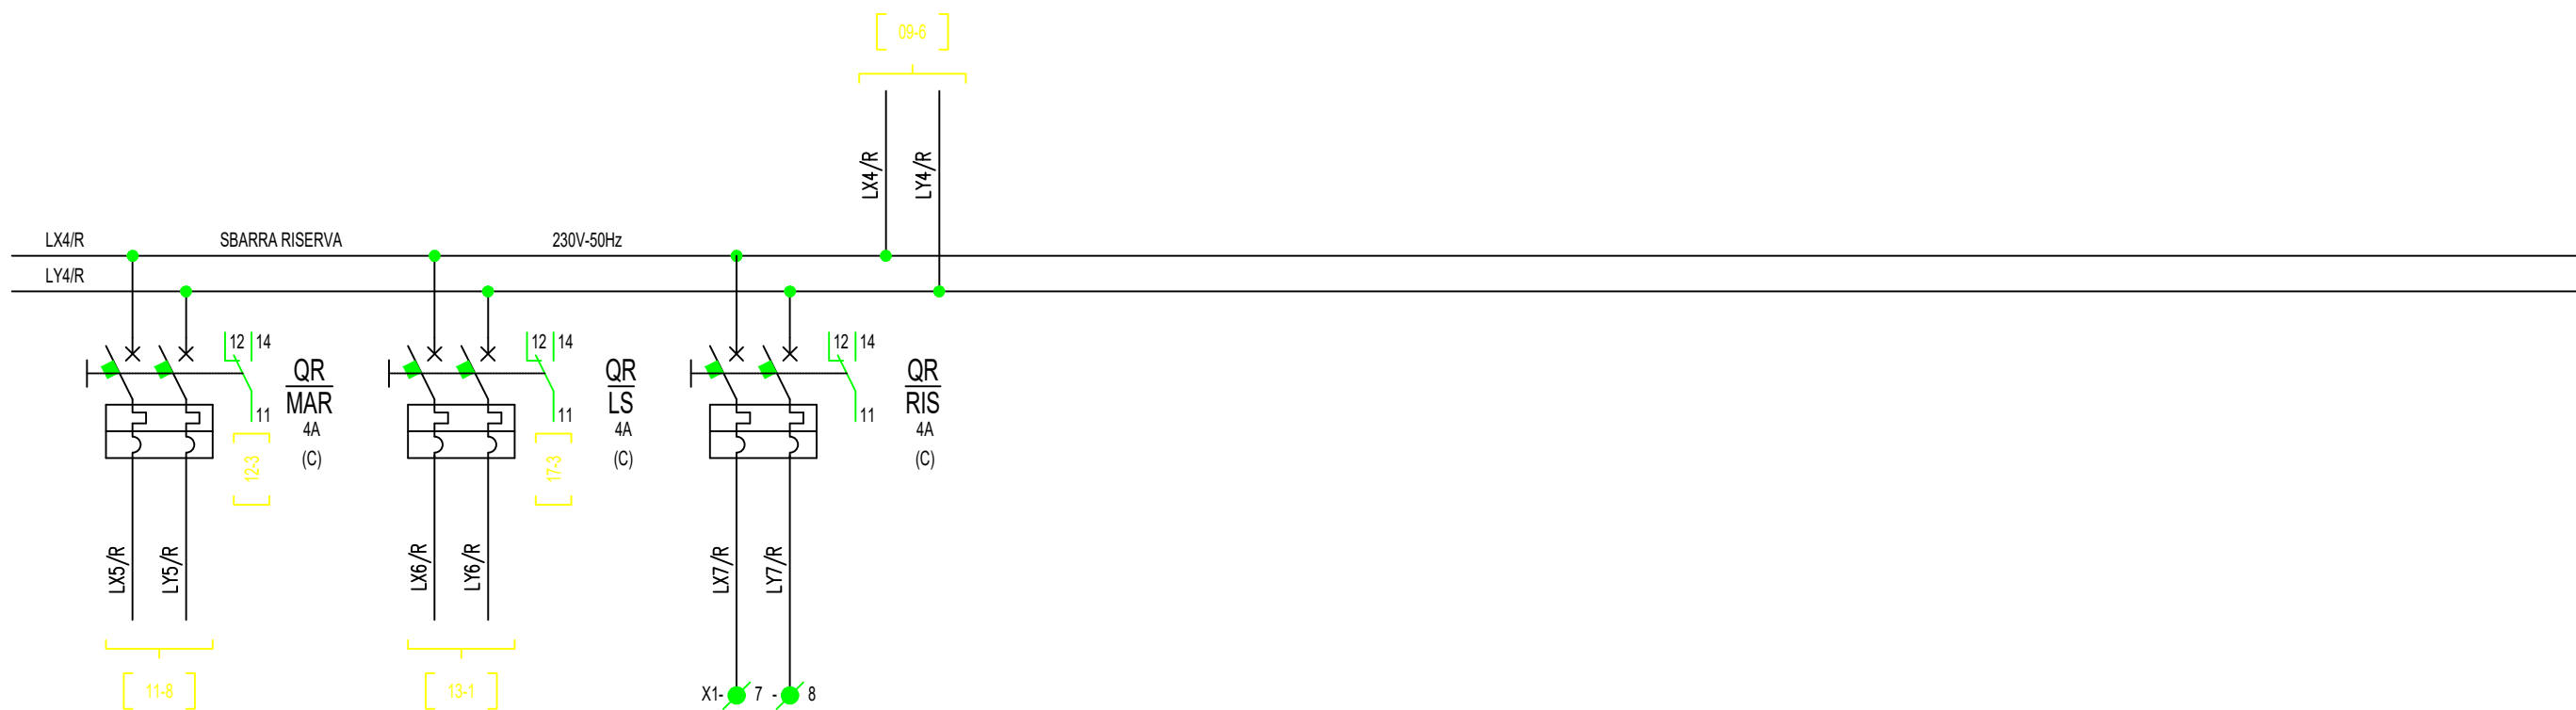 09-6
LX4/R
LY4/R
LX4/R SBARRA RISERVA 230V-50Hz
LY4/R
12 14
11
QR
MAR
4A
(C)
12-3
LX5/R
LY5/R
11-8
12 14
11
QR
LS
4A
(C)
17-3
LX6/R
LY6/R
13-1
12 14
11
QR
RIS
4A
(C)
LX7/R
LY7/R
X1- 7 - 8